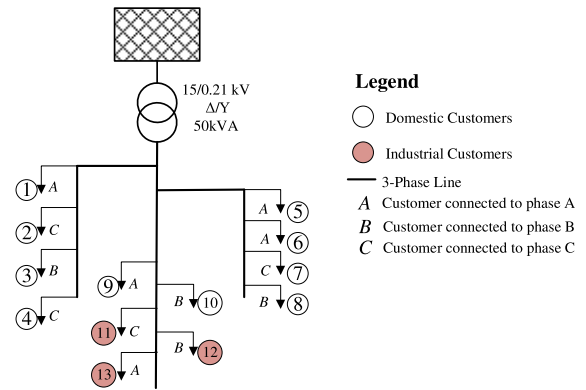 15/0.21 kV
Δ/Y
50kVA
Legend
Domestic Customers
Industrial Customers
3-Phase Line
A Customer connected to phase A
B Customer connected to phase B
C Customer connected to phase C
1 A
2 C
3 B
4 C
A 5
A 6
C 7
B 8
9 A
B 10
11 C
B 12
13 A